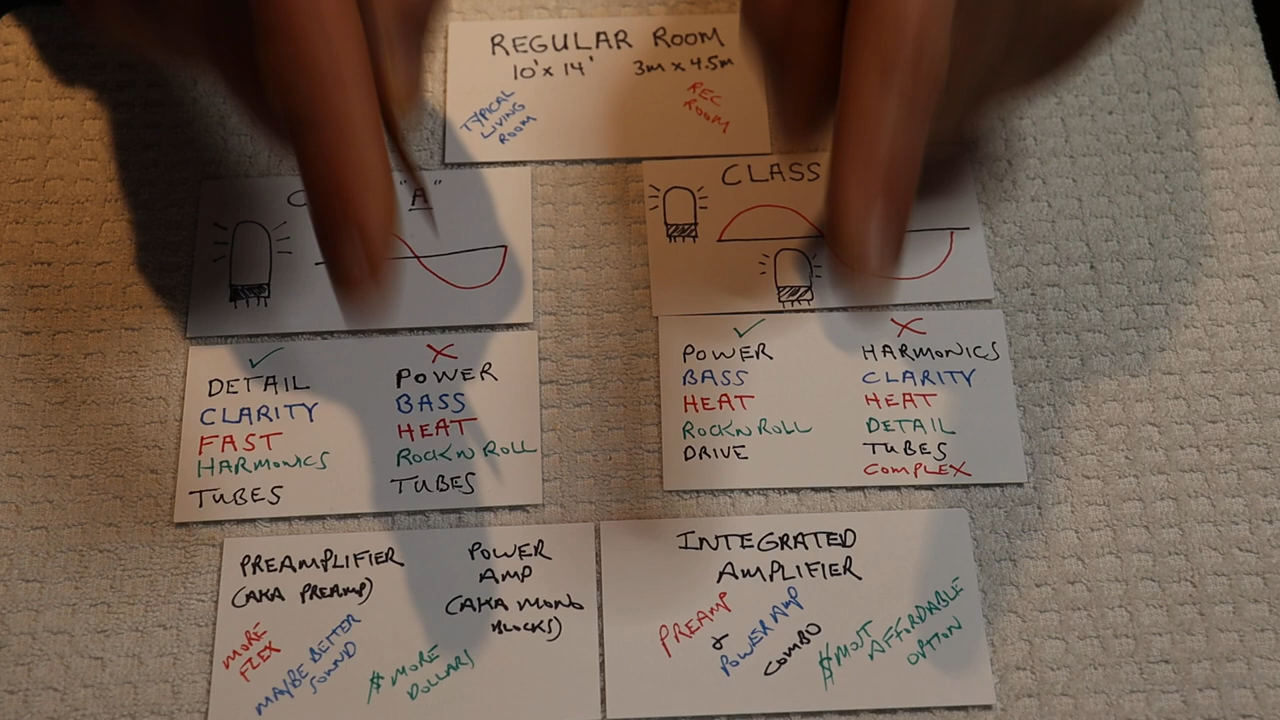 REGULAR ROOM
10'x 14' 3m x 4.5m
TYPICAL
LIVING
ROOM
REC
ROOM
"A"
CLASS
✓ X
DETAIL POWER
CLARITY BASS
FAST HEAT
HARMONICS ROCKN ROLL
TUBES TUBES
✓ X
POWER HARMONICS
BASS CLARITY
HEAT HEAT
ROCKN ROLL DETAIL
DRIVE TUBES
COMPLEX
PREAMPLIFIER
(AKA PREAMP)
MORE
FLEX
MAYBE BETTER
SOUND
$ MORE
DOLLARS
POWER
AMP
(AKA MONO
BLOCKS)
INTEGRATED
AMPLIFIER
PREAMP
&
POWER AMP
COMBO
$MOST
AFFORDABLE
OPTION